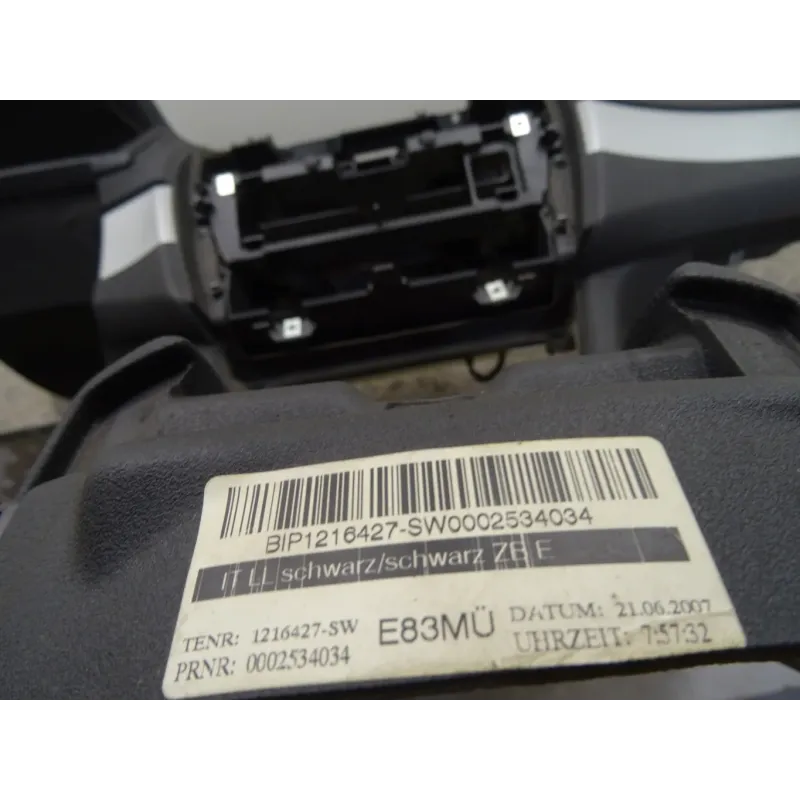 BIP1216427-SW0002534034
IT LL schwarz/schwarz ZB E
TENR: 1216427-SW E83MÜ DATUM: 21.06.2007
PRNR: 0002534034 UHRZEIT: 7:57:32